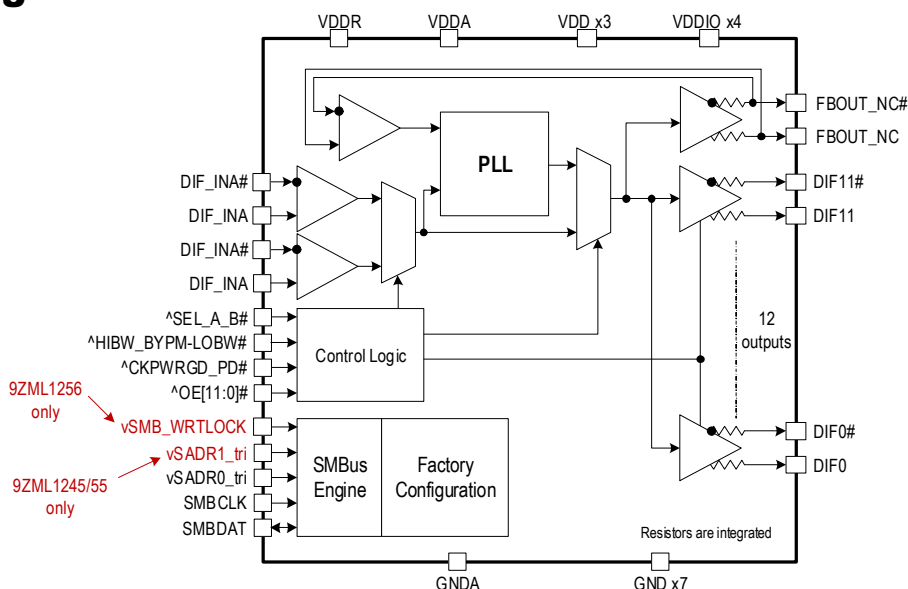 VDDR
VDDA
VDD x3
VDDIO x4
FBOUT_NC#
FBOUT_NC
PLL
DIF_INA#
DIF_INA
DIF_INA#
DIF_INA
DIF11#
DIF11
^SEL_A_B#
^HIBW_BYPM-LOBW#
^CKPWRGD_PD#
^OE[11:0]#
Control Logic
12
outputs
9ZML1256
only
vSMB_WRTLOCK
vSADR1_tri
vSADR0_tri
SMBCLK
SMBDAT
9ZML1245/55
only
SMBus
Engine
Factory
Configuration
DIF0#
DIF0
Resistors are integrated
GNDA
GND x7